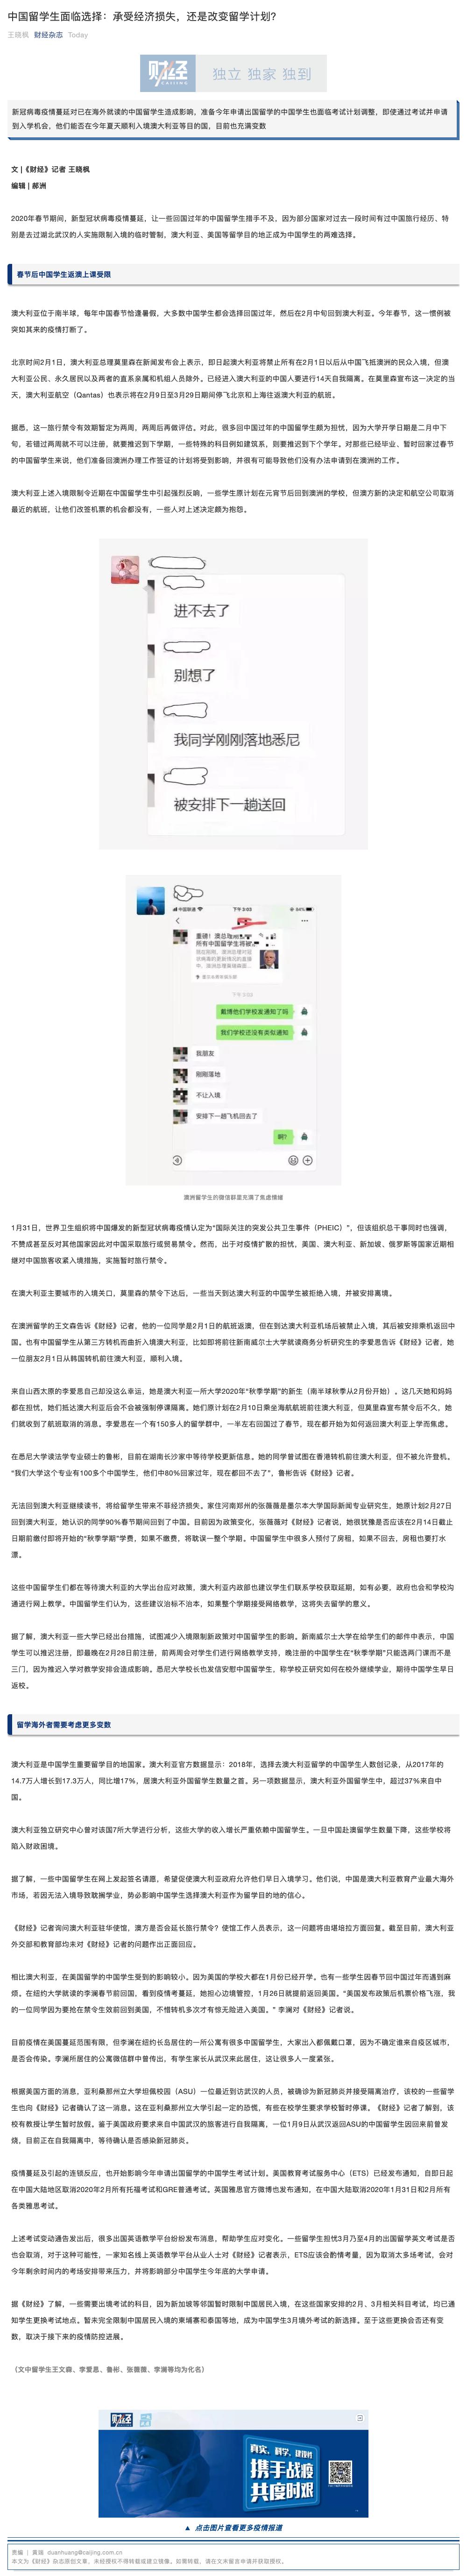 中国留学生面临选择：承受经济损失，还是改变留学计划？
王晓枫 财经杂志 Today
财经 CAIJING 独立 独家 独到
新冠病毒疫情蔓延对已在海外就读的中国留学生造成影响，准备今年申请出国留学的中国学生也面临考试计划调整，即使通过考试并申请
到入学机会，他们能否在今年夏天顺利入境澳大利亚等目的国，目前也充满变数
文 |《财经》记者 王晓枫
编辑 | 郝洲
2020年春节期间，新型冠状病毒疫情蔓延，让一些回国过年的中国留学生措手不及，因为部分国家对过去一段时间有过中国旅行经历、特
别是去过湖北武汉的人实施限制入境的临时管制，澳大利亚、美国等留学目的地正成为中国学生的两难选择。
春节后中国学生返澳上课受限
澳大利亚位于南半球，每年中国春节恰逢暑假，大多数中国学生都会选择回国过年，然后在2月中旬回到澳大利亚。今年春节，这一惯例被
突如其来的疫情打断了。
北京时间2月1日，澳大利亚总理莫里森在新闻发布会上表示，即日起澳大利亚将禁止所有在2月1日以后从中国飞抵澳洲的民众入境，但澳
大利亚公民、永久居民以及两者的直系亲属和机组人员除外。已经进入澳大利亚的中国人要进行14天自我隔离。在莫里森宣布这一决定的当
天，澳大利亚航空（Qantas）也表示将在2月9日至3月29日期间停飞北京和上海往返澳大利亚的航班。
据悉，这一旅行禁令有效期暂定为两周，两周后再做评估。对此，很多回中国过年的中国留学生颇为担忧，因为大学开学日期是二月中下
旬，若错过两周就不可以注册，就要推迟到下学期，一些特殊的科目例如建筑系，则要推迟到下个学年。对那些已经毕业、暂时回家过春节
的中国留学生来说，他们准备回澳洲办理工作签证的计划将受到影响，并很有可能导致他们没有办法申请到在澳洲的工作。
澳大利亚上述入境限制令近期在中国留学生中引起强烈反响，一些学生原计划在元宵节后回到澳洲的学校，但澳方新的决定和航空公司取消
最近的航班，让他们改签机票的机会都没有，一些人对上述决定颇为抱怨。
进不去了
别想了
我同学刚刚落地悉尼
被安排下一趟送回
中国联通 下午3:03 84%
重磅！澳总理
所有中国留学生将被
下午 3:02
戴博他们学校发通知了吗
我们学校还没有类似通知
我朋友
刚刚落地
不让入境
安排下一趟飞机回去了
啊?
澳洲留学生的微信群里充满了焦虑情绪
1月31日，世界卫生组织将中国爆发的新型冠状病毒疫情认定为“国际关注的突发公共卫生事件（PHEIC）”，但该组织总干事同时也强调，
不赞成甚至反对其他国家因此对中国采取旅行或贸易禁令。然而，出于对疫情扩散的担忧，美国、澳大利亚、新加坡、俄罗斯等国家近期相
继对中国旅客收紧入境措施，实施暂时旅行禁令。
在澳大利亚主要城市的入境关口，莫里森的禁令下达后，一些当天到达澳大利亚的中国学生被拒绝入境，并被安排离境。
在澳洲留学的王文森告诉《财经》记者，他的一位同学是2月1日的航班返澳，但在到达澳大利亚机场后被禁止入境，其后被安排乘机返回中
国。也有中国留学生从第三方转机而曲折入境澳大利亚，比如即将前往新南威尔士大学就读商务分析研究生的李爱思告诉《财经》记者，她
一位朋友2月1日从韩国转机前往澳大利亚，顺利入境。
来自山西太原的李爱思自己却没这么幸运，她是澳大利亚一所大学2020年“秋季学期”的新生（南半球秋季从2月份开始）。这几天她和妈妈
都在担忧，她们抵达澳大利亚后会不会被强制停课隔离。她们原计划在2月10日乘坐海航航班前往澳大利亚，但莫里森宣布禁令后不久，她
们就收到了航班取消的消息。李爱思在一个有150多人的留学群中，一半左右回国过了春节，现在都开始为如何返回澳大利亚上学而焦虑。
在悉尼大学读法学专业硕士的鲁彬，目前在湖南长沙家中等待学校更新信息。她的同学曾试图在香港转机前往澳大利亚，但不被允许登机。
“我们大学这个专业有100多个中国学生，他们中80%回家过年，现在都回不去了”，鲁彬告诉《财经》记者。
无法回到澳大利亚继续读书，将给留学生带来不菲经济损失。家住河南郑州的张薇薇是墨尔本大学国际新闻专业研究生，她原计划2月27日
回到澳大利亚，她认识的同学90%春节期间回到了中国。目前因为政策变化，张薇薇对《财经》记者说，她很犹豫是否应该在2月14日截止
日期前缴付即将开始的“秋季学期”学费，如果不缴费，将耽误一整个学期。中国留学生中很多人预付了房租，如果不回去，房租也要打水
漂。
这些中国留学生们都在等待澳大利亚的大学出台应对政策，澳大利亚内政部也建议学生们联系学校获取延期，如有必要，政府也会和学校沟
通进行网上教学。中国留学生们认为，这些建议治标不治本，如果整个学期接受网络教学，这将失去留学的意义。
据了解，澳大利亚一些大学已经出台措施，试图减少入境限制新政策对中国留学生的影响。新南威尔士大学在给学生们的邮件中表示，中国
学生可以推迟注册，即最晚在2月28日前注册，前两周会对学生们进行网络教学支持，晚注册的中国学生在“秋季学期”只能选两门课而不是
三门，因为推迟入学对教学安排会造成影响。悉尼大学校长也发信安慰中国留学生，称学校正研究如何在校外继续学业，期待中国学生早日
返校。
留学海外者需要考虑更多变数
澳大利亚是中国学生重要留学目的地国家。澳大利亚官方数据显示：2018年，选择去澳大利亚留学的中国学生人数创记录，从2017年的
14.7万人增长到17.3万人，同比增17%，居澳大利亚外国留学生数量之首。另一项数据显示，澳大利亚外国留学生中，超过37%来自中
国。
澳大利亚独立研究中心曾对该国7所大学进行分析，这些大学的收入增长严重依赖中国留学生。一旦中国赴澳留学生数量下降，这些学校将
陷入财政困境。
据了解，一些中国留学生在网上发起签名请愿，希望促使澳大利亚政府允许他们早日入境学习。他们说，中国是澳大利亚教育产业最大海外
市场，若因无法入境导致耽搁学业，势必影响中国学生选择澳大利亚作为留学目的地的信心。
《财经》记者询问澳大利亚驻华使馆，澳方是否会延长旅行禁令？使馆工作人员表示，这一问题将由堪培拉方面回复。截至目前，澳大利亚
外交部和教育部均未对《财经》记者的问题作出正面回应。
相比澳大利亚，在美国留学的中国学生受到的影响较小。因为美国的学校大都在1月份已经开学。也有一些学生因春节回中国过年而遇到麻
烦。在纽约大学就读的李澜春节前回国，看到疫情考蔓延，她担心边境管控，1月26日就提前返回美国。“美国发布政策后机票价格飞涨，我
的一位同学因为要抢在禁令生效前回到美国，不惜转机多次才有惊无险进入美国。” 李澜对《财经》记者说。
目前疫情在美国蔓延范围有限，但李澜在纽约长岛居住的一所公寓有很多中国留学生，大家出入都佩戴口罩，因为不确定谁来自疫区城市，
是否会传染。李澜所居住的公寓微信群中曾传出，有学生家长从武汉来此居住，这让很多人一度紧张。
根据美国方面的消息，亚利桑那州立大学坦佩校园（ASU）一位最近到访武汉的人员，被确诊为新冠肺炎并接受隔离治疗，该校的一些留学
生也向《财经》记者确认了这一消息。这在亚利桑那州立大学引起一定的恐慌，有些在校学生要求学校暂时停课。《财经》记者了解到，该
校有教授让学生暂时放假。鉴于美国政府要求来自中国武汉的旅客进行自我隔离，一位1月9日从武汉返回ASU的中国留学生因回来前曾发
烧，目前正在自我隔离中，等待确认是否感染新冠肺炎。
疫情蔓延及引起的连锁反应，也开始影响今年申请出国留学的中国学生考试计划。美国教育考试服务中心（ETS）已经发布通知，自即日起
在中国大陆地区取消2020年2月所有托福考试和GRE普通考试。英国雅思官方微博也发布通知，在中国大陆取消2020年1月31日和2月所有
各类雅思考试。
上述考试变动通告发出后，很多出国英语教学平台纷纷发布消息，帮助学生应对变化。一些留学生担忧3月乃至4月的出国留学英文考试是否
也会取消，对于这种可能性，一家知名线上英语教学平台从业人士对《财经》记者表示，ETS应该会酌情考量，因为取消太多场考试，会对
今年剩余时间内的考场安排带来压力，并将影响部分中国学生今年底的大学申请。
据《财经》了解，一些需要出境考试的科目，因为新加坡等邻国暂时限制中国居民入境，在这些国家安排的2月、3月相关科目考试，均已通
知学生更换考试地点。暂未完全限制中国居民入境的柬埔寨和泰国等地，成为中国学生3月境外考试的新选择。至于这些更换会否还有变
数，取决于接下来的疫情防控进展。
（文中留学生王文森、李爱思、鲁彬、张薇薇、李澜等均为化名）
财经
真实、科学、建设性
携手战疫
共度时艰
▲ 点击图片查看更多疫情报道
责编 | 黄端 duanhuang@caijing.com.cn
本文为《财经》杂志原创文章，未经授权不得转载或建立镜像。如需转载，请在文末留言申请并获取授权。